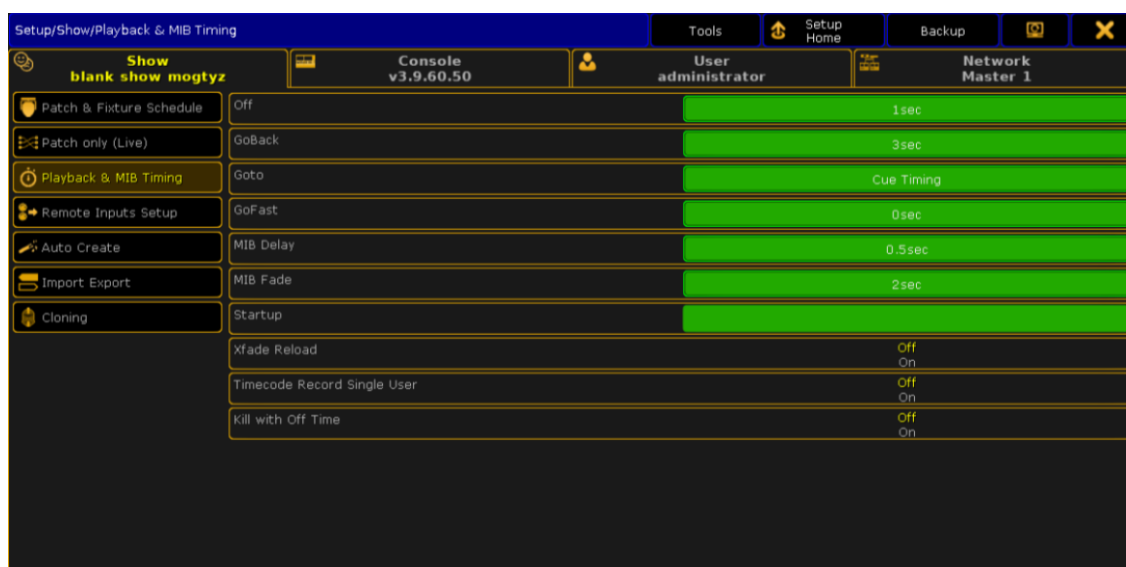 Setup/Show/Playback & MIB Timing
Tools
Setup
Home
Backup
Show
blank show mogtyz
Console
v3.9.60.50
User
administrator
Network
Master 1
Patch & Fixture Schedule
Off
1sec
Patch only (Live)
GoBack
3sec
Playback & MIB Timing
Goto
Cue Timing
Remote Inputs Setup
GoFast
0sec
Auto Create
MIB Delay
0.5sec
Import Export
MIB Fade
2sec
Cloning
Startup
Xfade Reload
Off
On
Timecode Record Single User
Off
On
Kill with Off Time
Off
On